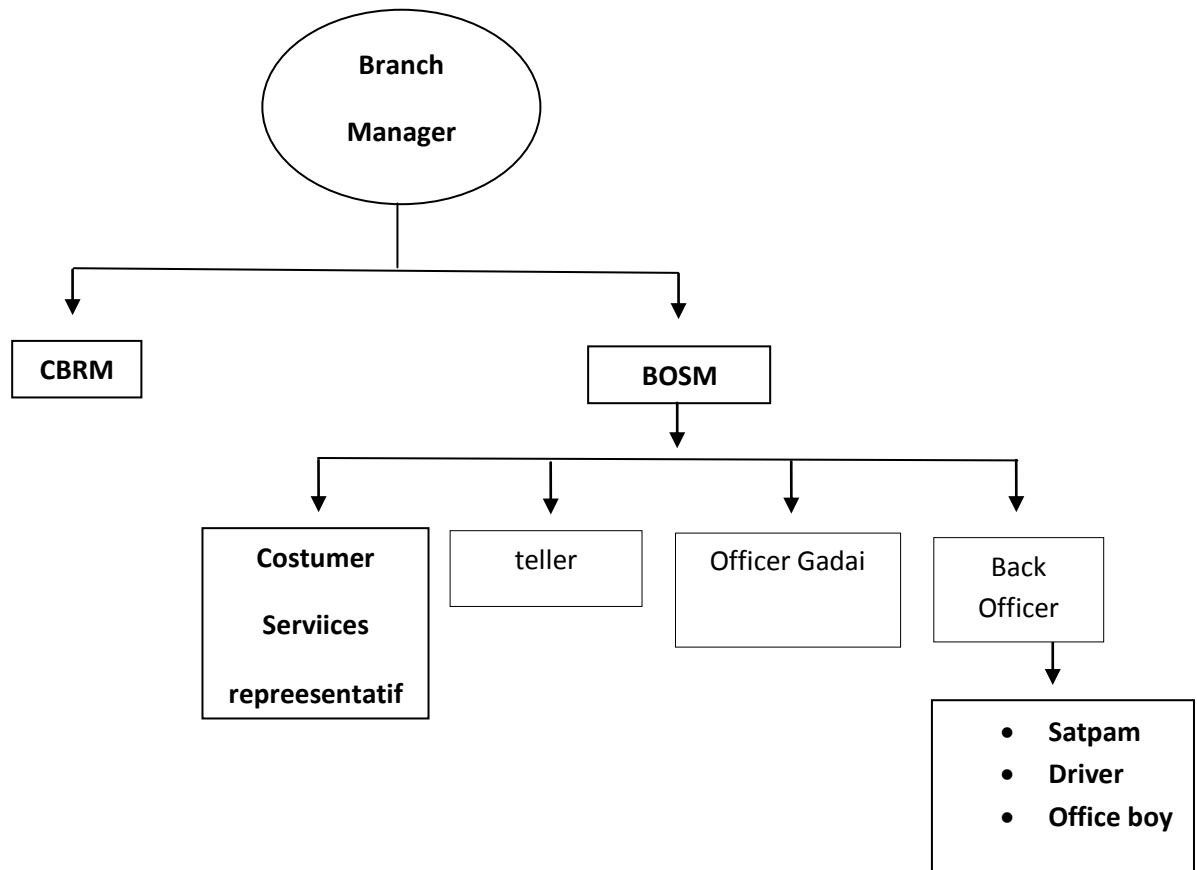 Branch
Manager
CBRM
BOSM
Costumer
Serviices
repreesentatif
teller
Officer Gadai
Back
Officer
• Satpam
• Driver
• Office boy